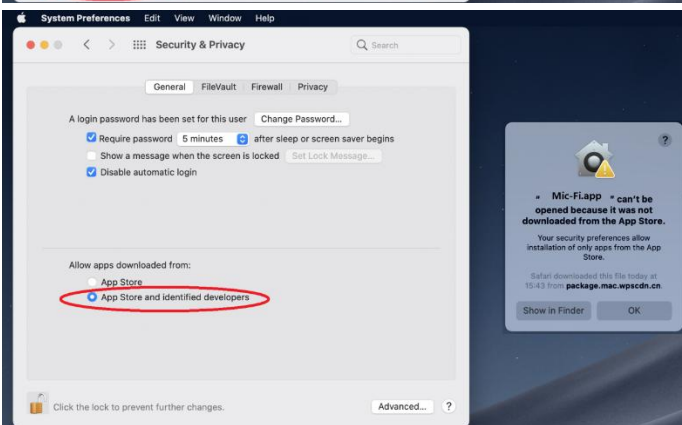 System Preferences Edit View Window Help
Security & Privacy
Search
General FileVault Firewall Privacy
A login password has been set for this user Change Password...
Require password 5 minutes after sleep or screen saver begins
Show a message when the screen is locked Set Lock Message...
Disable automatic login
Allow apps downloaded from:
App Store
App Store and identified developers
Click the lock to prevent further changes.
Advanced... ?
?
" Mic-Fi.app " can't be
opened because it was not
downloaded from the App Store.
Your security preferences allow
installation of only apps from the App
Store.
Safari downloaded this file today at
15:43 from package.mac.wpscdn.cn.
Show in Finder OK